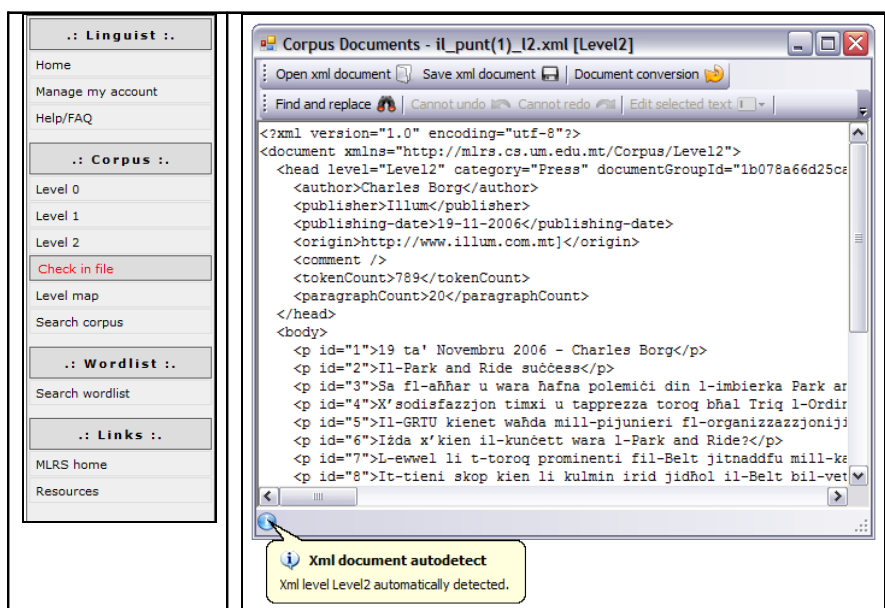 .: Linguist :.
Home
Manage my account
Help/FAQ
.: Corpus :.
Level 0
Level 1
Level 2
Check in file
Level map
Search corpus
.: Wordlist :.
Search wordlist
.: Links :.
MLRS home
Resources
Corpus Documents - il_punt(1)_l2.xml [Level2]
Open xml document Save xml document Document conversion
Find and replace Cannot undo Cannot redo Edit selected text
<?xml version="1.0" encoding="utf-8"?>
<document xmlns="http://mlrs.cs.um.edu.mt/Corpus/Level2">
<head level="Level2" category="Press" documentGroupId="1b078a66d25ca
<author>Charles Borg</author>
<publisher>Illum</publisher>
<publishing-date>19-11-2006</publishing-date>
<origin>http://www.illum.com.mt]</origin>
<comment />
<tokenCount>789</tokenCount>
<paragraphCount>20</paragraphCount>
</head>
<body>
<p id="1">19 ta' Novembru 2006 - Charles Borg</p>
<p id="2">Il-Park and Ride suċċess</p>
<p id="3">Sa fl-aħħar u wara ħafna polemiċi din l-imbierka Park an
<p id="4">X'sodisfazzjon timxi u tapprezza toroq bħal Triq l-Ordin
<p id="5">Il-GRTU kienet waħda mill-pijunieri fl-organizzazzjoniji
<p id="6">Iżda x'kien il-kunċett wara l-Park and Ride?</p>
<p id="7">L-ewwel li t-toroq prominenti fil-Belt jitnaddfu mill-ka
<p id="8">It-tieni skop kien li kulmin irid jidħol il-Belt bil-vet
Xml document autodetect
Xml level Level2 automatically detected.